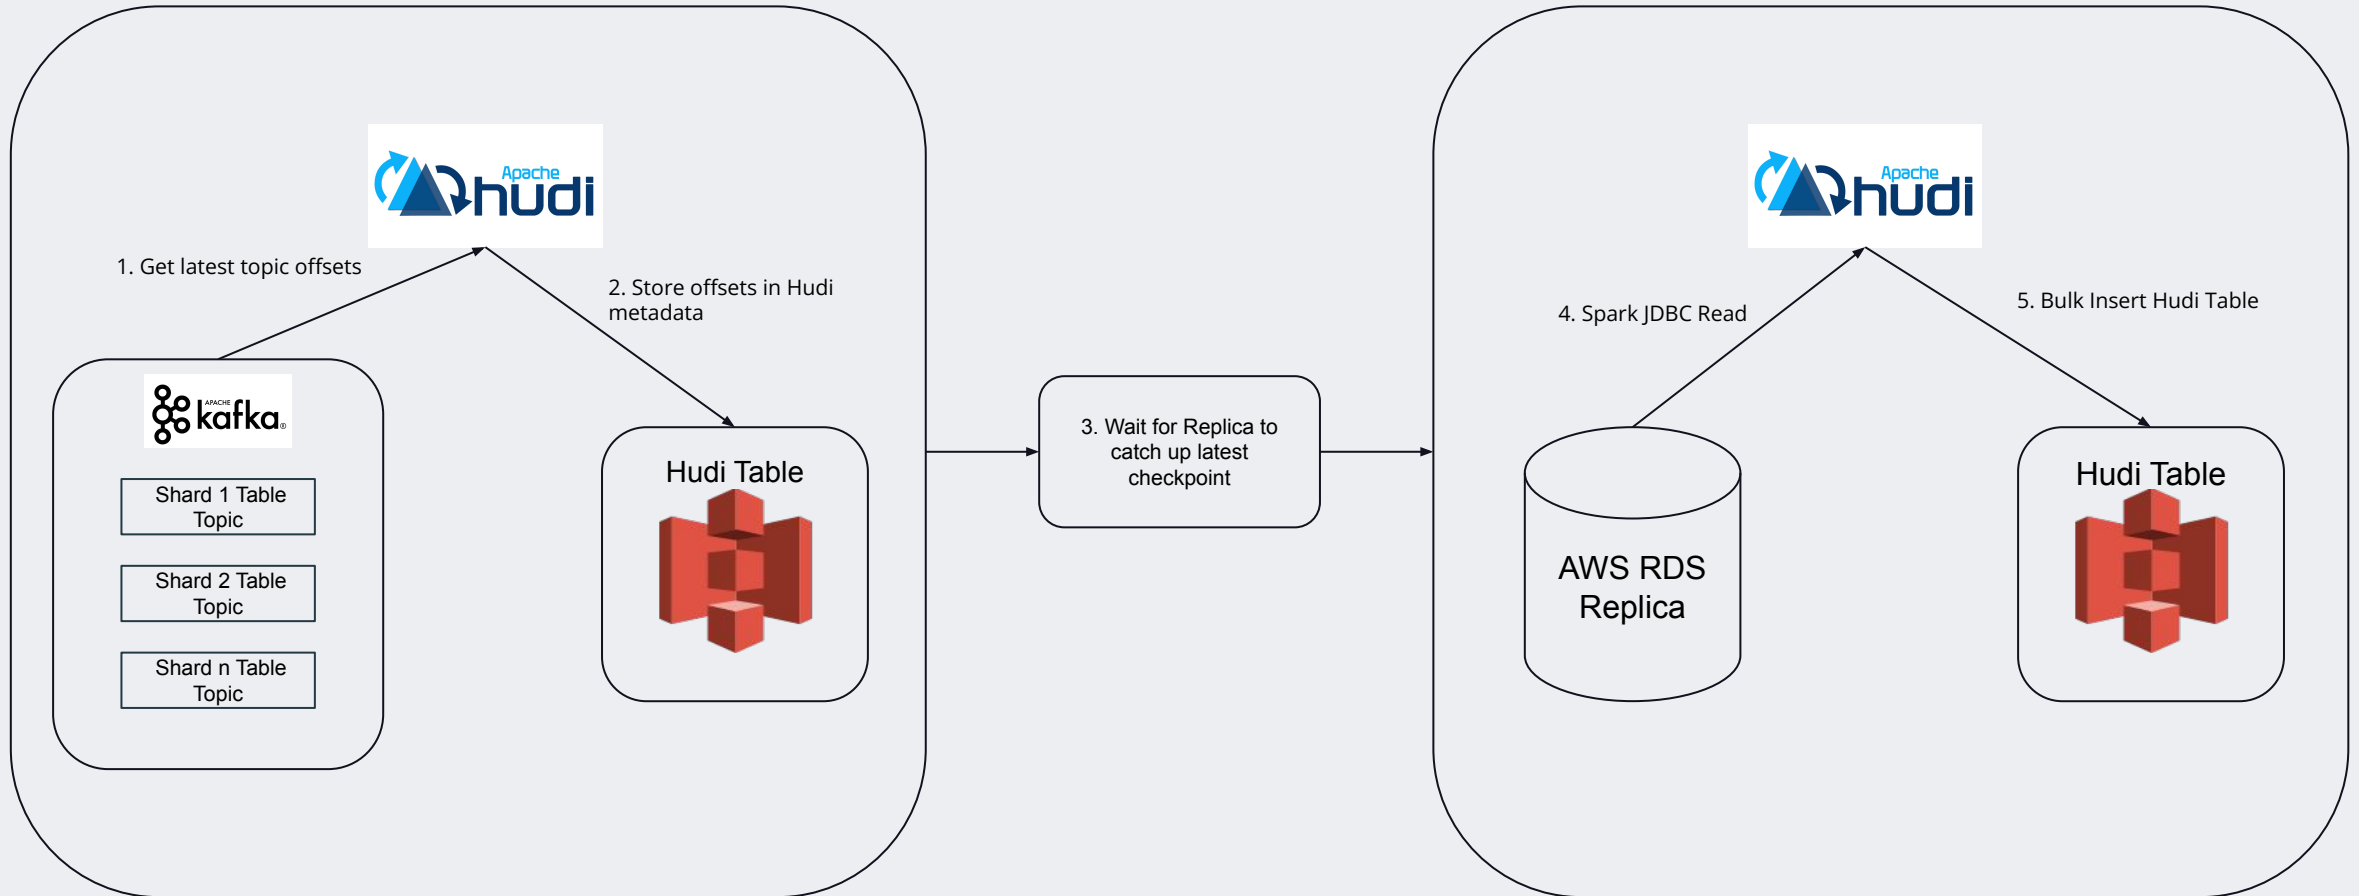 Apache
hudi
1. Get latest topic offsets
2. Store offsets in Hudi
metadata
APACHE
kafka®
Shard 1 Table
Topic
Shard 2 Table
Topic
Shard n Table
Topic
Hudi Table
3. Wait for Replica to
catch up latest
checkpoint
Apache
hudi
4. Spark JDBC Read
5. Bulk Insert Hudi Table
AWS RDS
Replica
Hudi Table